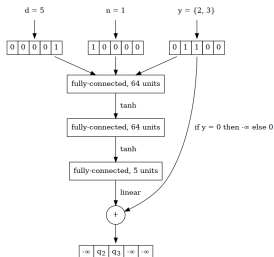 d = 5 n = 1 y = {2, 3}
0 0 0 0 1 1 0 0 0 0 0 1 1 0 0
fully-connected, 64 units
tanh
fully-connected, 64 units
if y = 0 then -∞ else 0
tanh
fully-connected, 5 units
linear
+
-∞ q₂ q₃ -∞ -∞